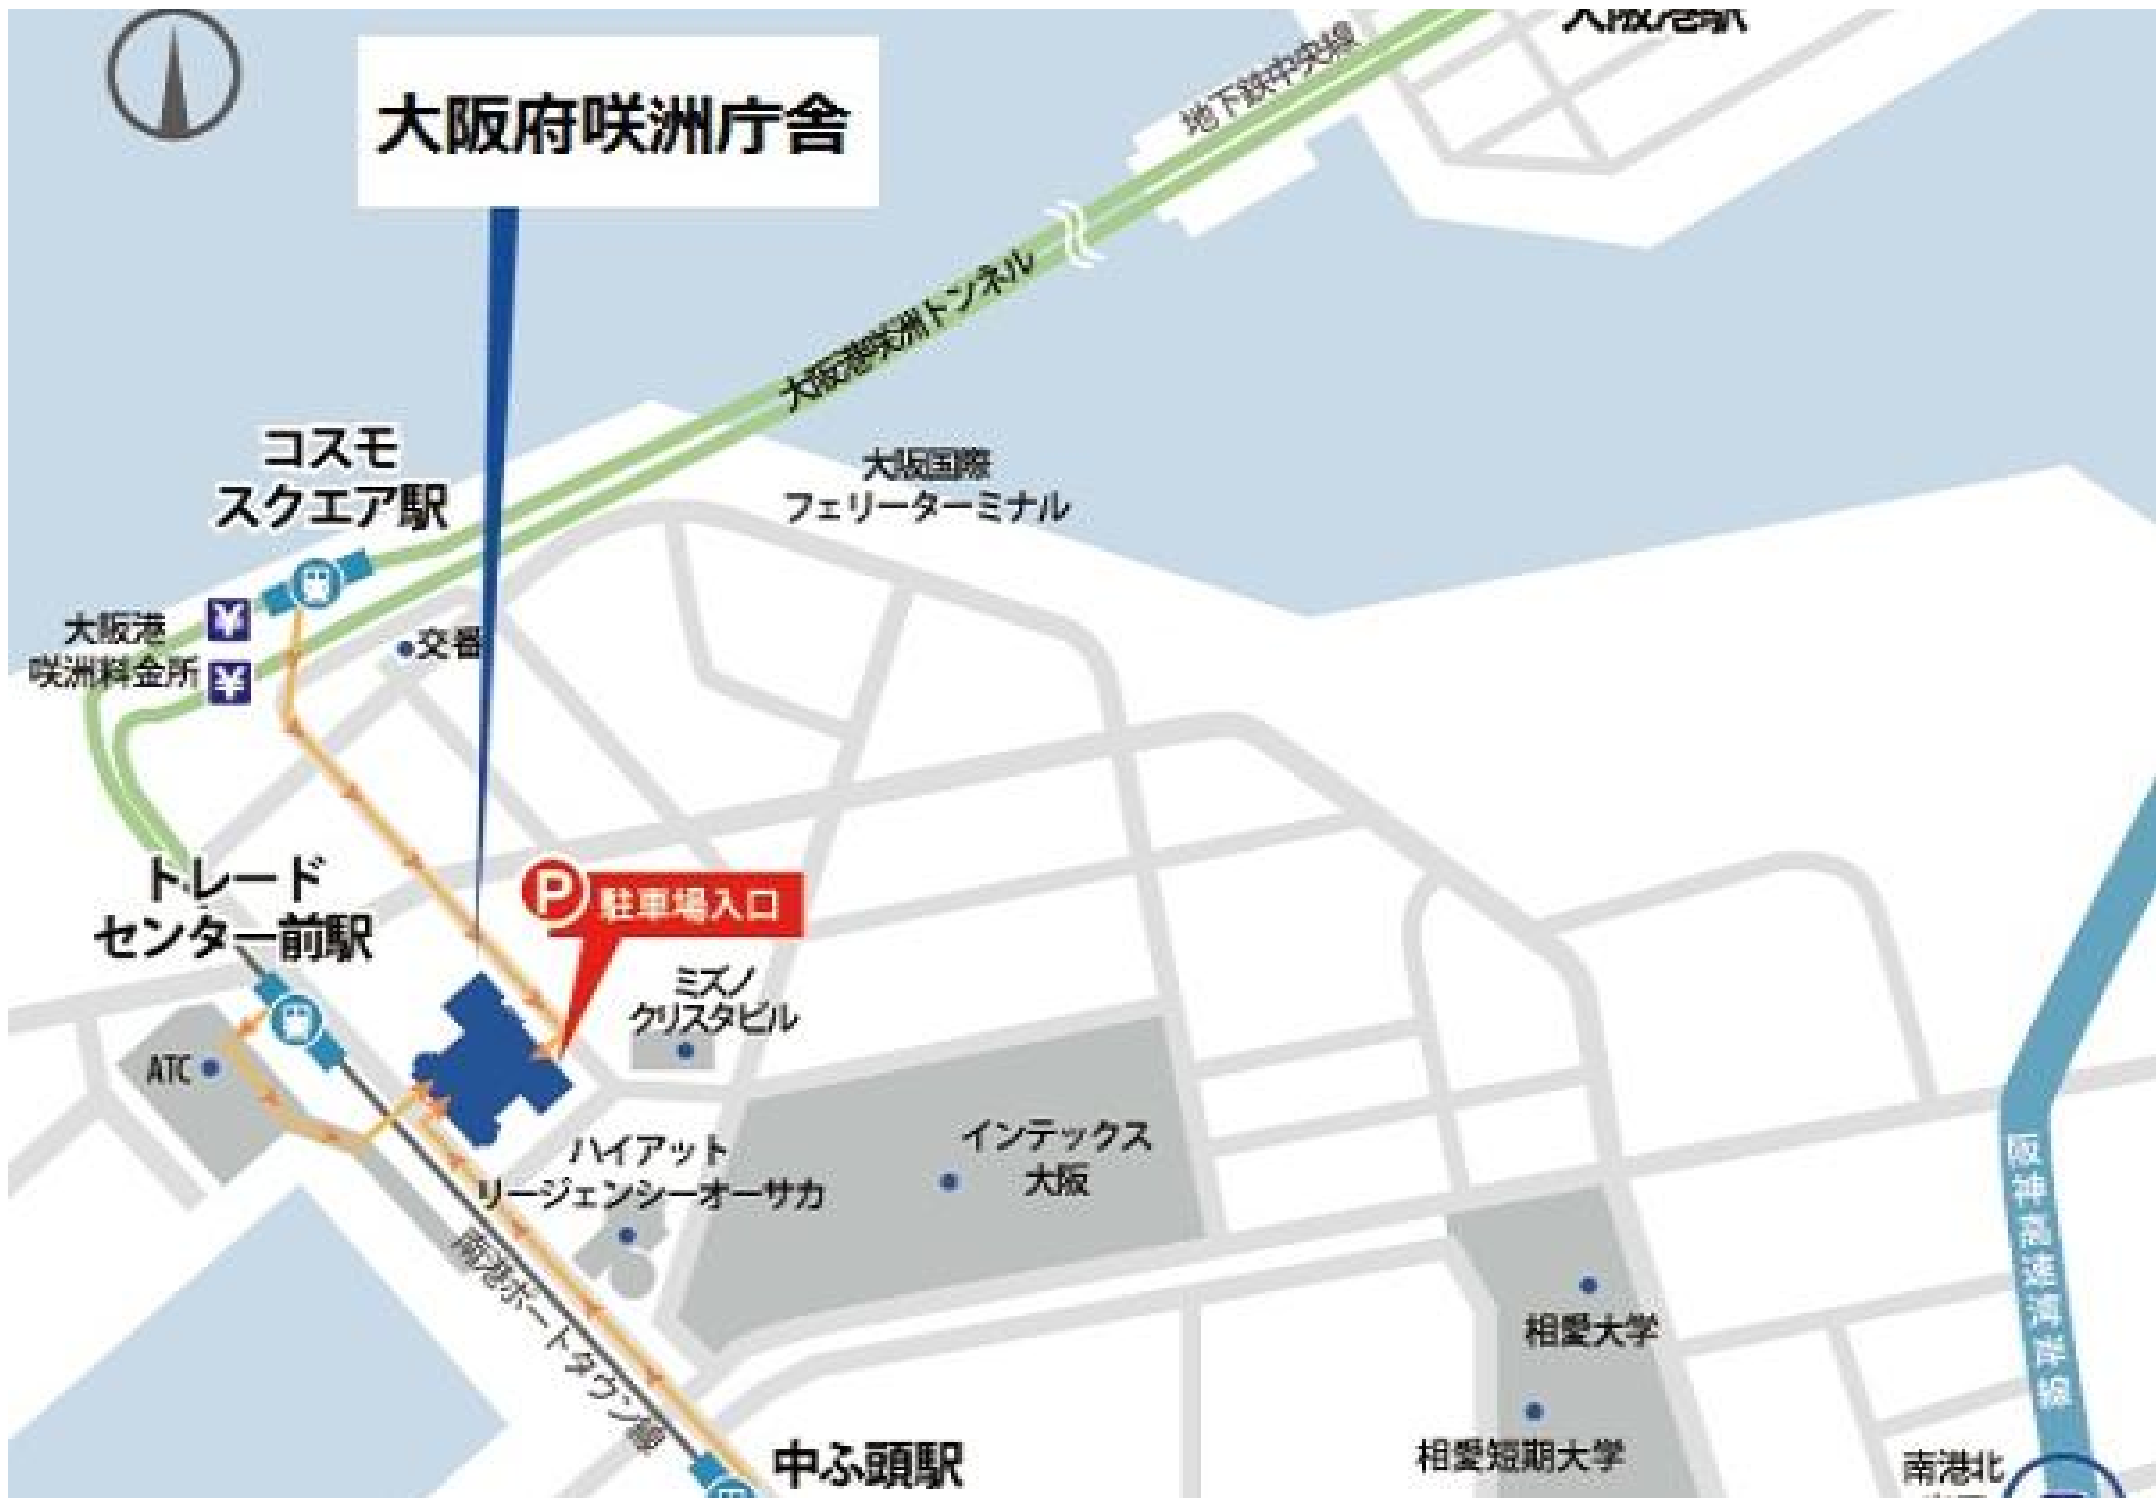 大阪港駅
地下鉄中央線
大阪府咲洲庁舎
大阪港咲洲トンネル
コスモ
スクエア駅
大阪国際
フェリーターミナル
大阪港
咲洲料金所
¥
¥
交番
トレード
センター前駅
P 駐車場入口
ミズノ
クリスタビル
ATC
ハイアット
リージェンシーオーサカ
インテックス
大阪
南港ポートタウン線
阪神高速湾岸線
相愛大学
相愛短期大学
中ふ頭駅
南港北